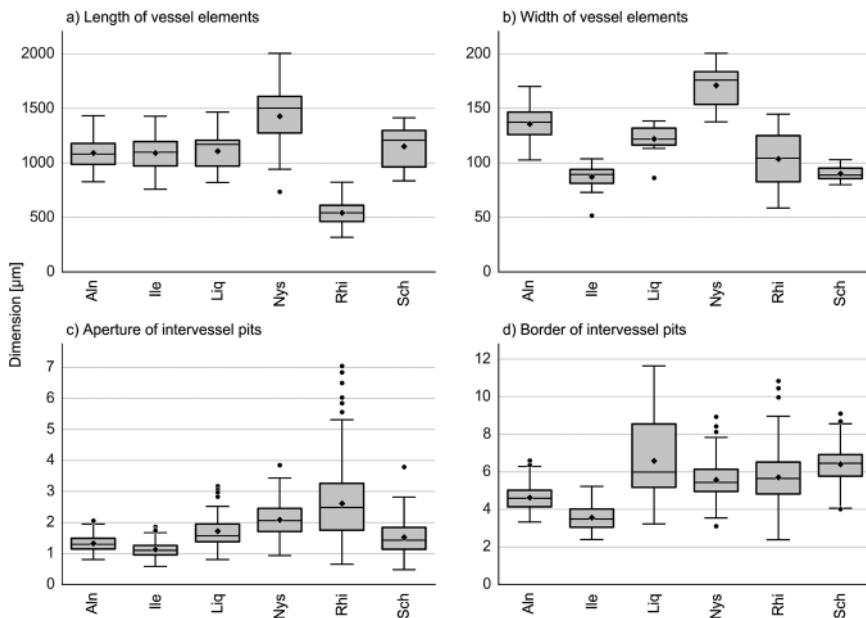 a) Length of vessel elements
b) Width of vessel elements
2000
1500
1000
500
0
200
150
100
50
0
Aln Ile Liq Nys Rhi Sch
Aln Ile Liq Nys Rhi Sch
Dimension [µm]
c) Aperture of intervessel pits
d) Border of intervessel pits
7
6
5
4
3
2
1
0
12
10
8
6
4
2
0
Aln Ile Liq Nys Rhi Sch
Aln Ile Liq Nys Rhi Sch